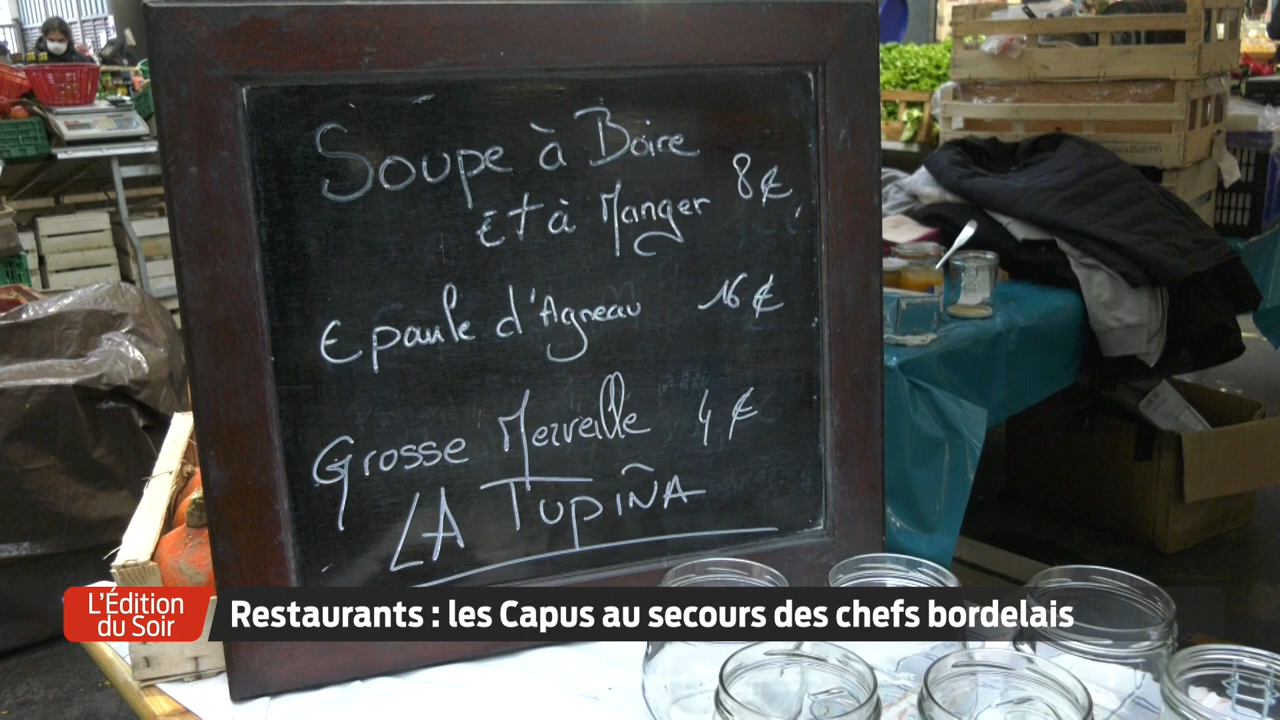 Soupe à Boire
et à Manger 8€
Epaule d'Agneau 16€
Grosse Merveille 4€
LA TUPIÑA
L'Édition
du Soir
Restaurants : les Capus au secours des chefs bordelais